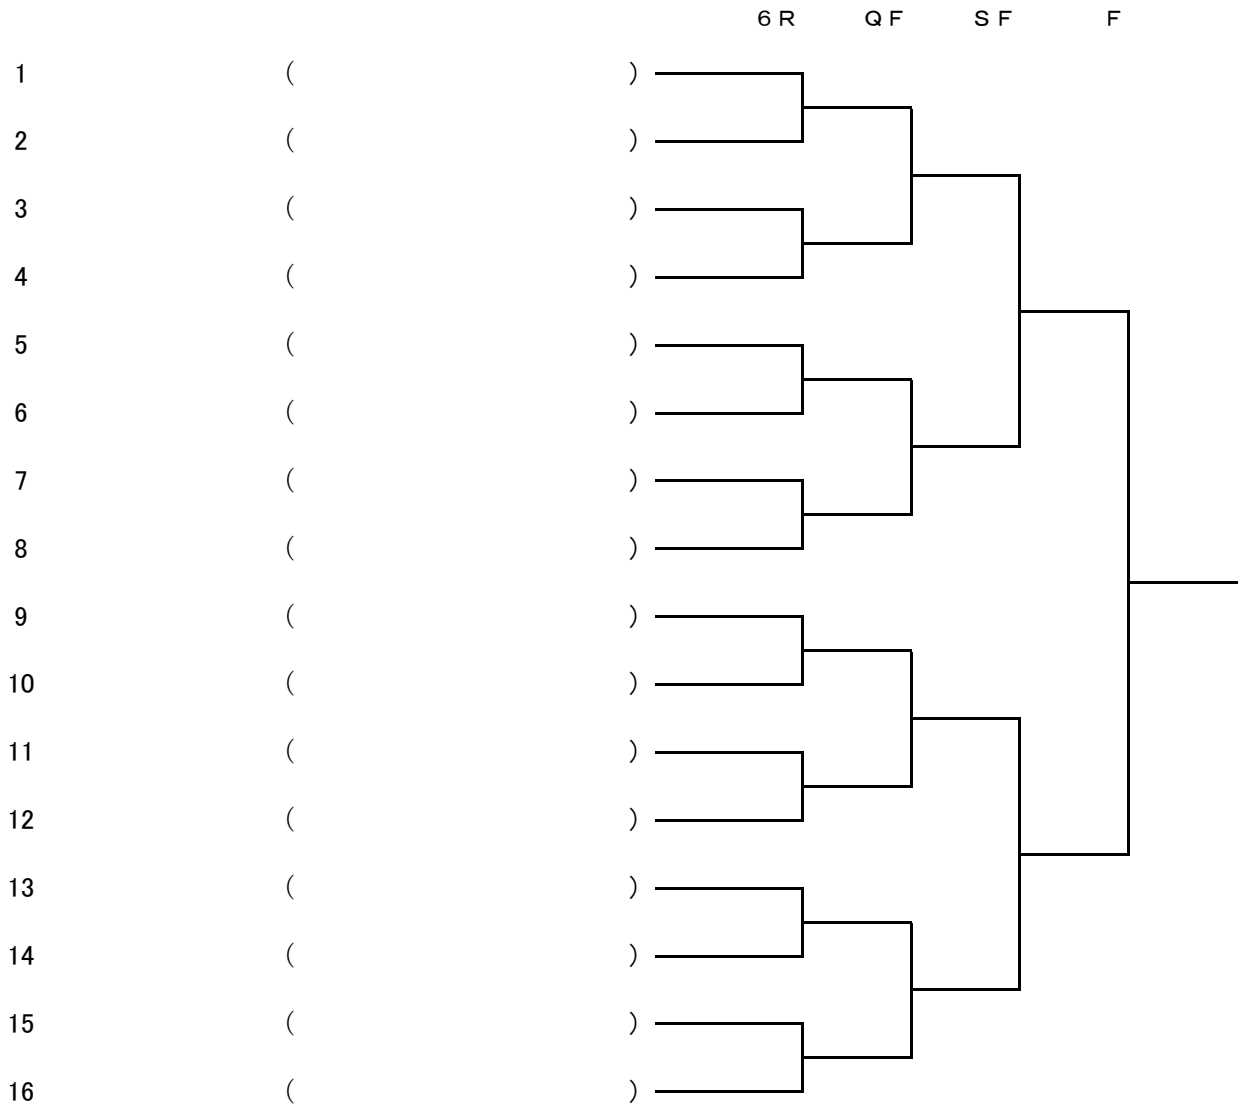 ６Ｒ ＱＦ ＳＦ Ｆ
1 （ ）
2 （ ）
3 （ ）
4 （ ）
5 （ ）
6 （ ）
7 （ ）
8 （ ）
9 （ ）
10 （ ）
11 （ ）
12 （ ）
13 （ ）
14 （ ）
15 （ ）
16 （ ）